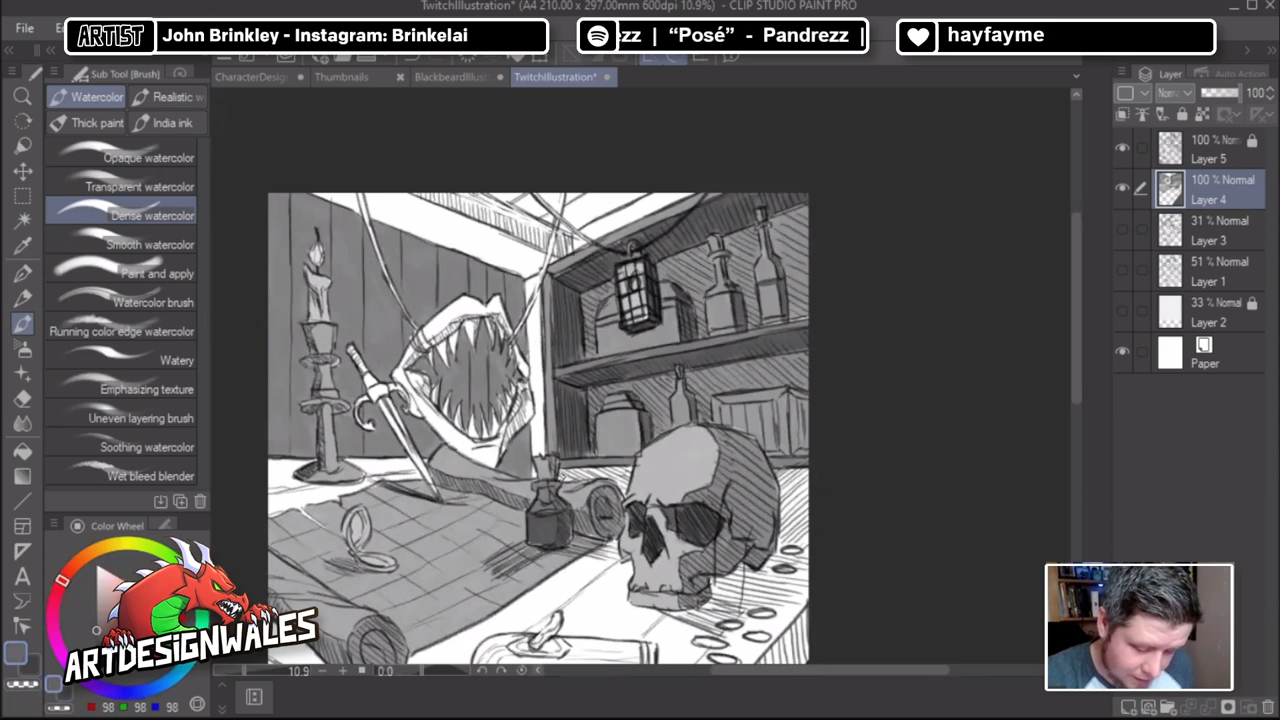 TwitchIllustration* (A4 210.00 x 297.00mm 600dpi 10.9%) - CLIP STUDIO PAINT PRO
File
ARTIST
John Brinkley - Instagram: Brinkelai
ezz | “Posé” - Pandrezz |
hayfayme
Sub Tool [Brush]
Layer
Auto Action
CharacterDesig
Thumbnails
BlackbeardIllust
TwitchIllustration*
Watercolor
Realistic w
Thick paint
India ink
100
Opaque watercolor
Transparent watercolor
Dense watercolor
Smooth watercolor
Paint and apply
Watercolor brush
Running color edge watercolor
Watery
Emphasizing texture
Uneven layering brush
Soothing watercolor
Wet bleed blender
100 % Norm
Layer 5
100 % Normal
Layer 4
31 % Normal
Layer 3
51 % Normal
Layer 1
33 % Normal
Layer 2
Paper
Color Wheel
ARTDESIGNWALES
10.9
0.0
98 98 98